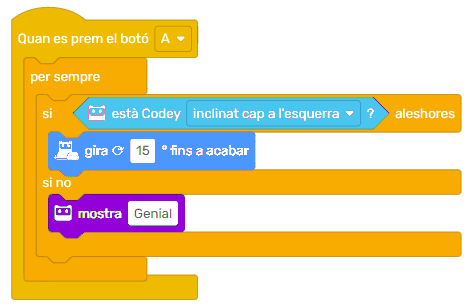 Quan es prem el botó A
per sempre
si està Codey inclinat cap a l'esquerra ? aleshores
gira 15 ° fins a acabar
si no
mostra Genial